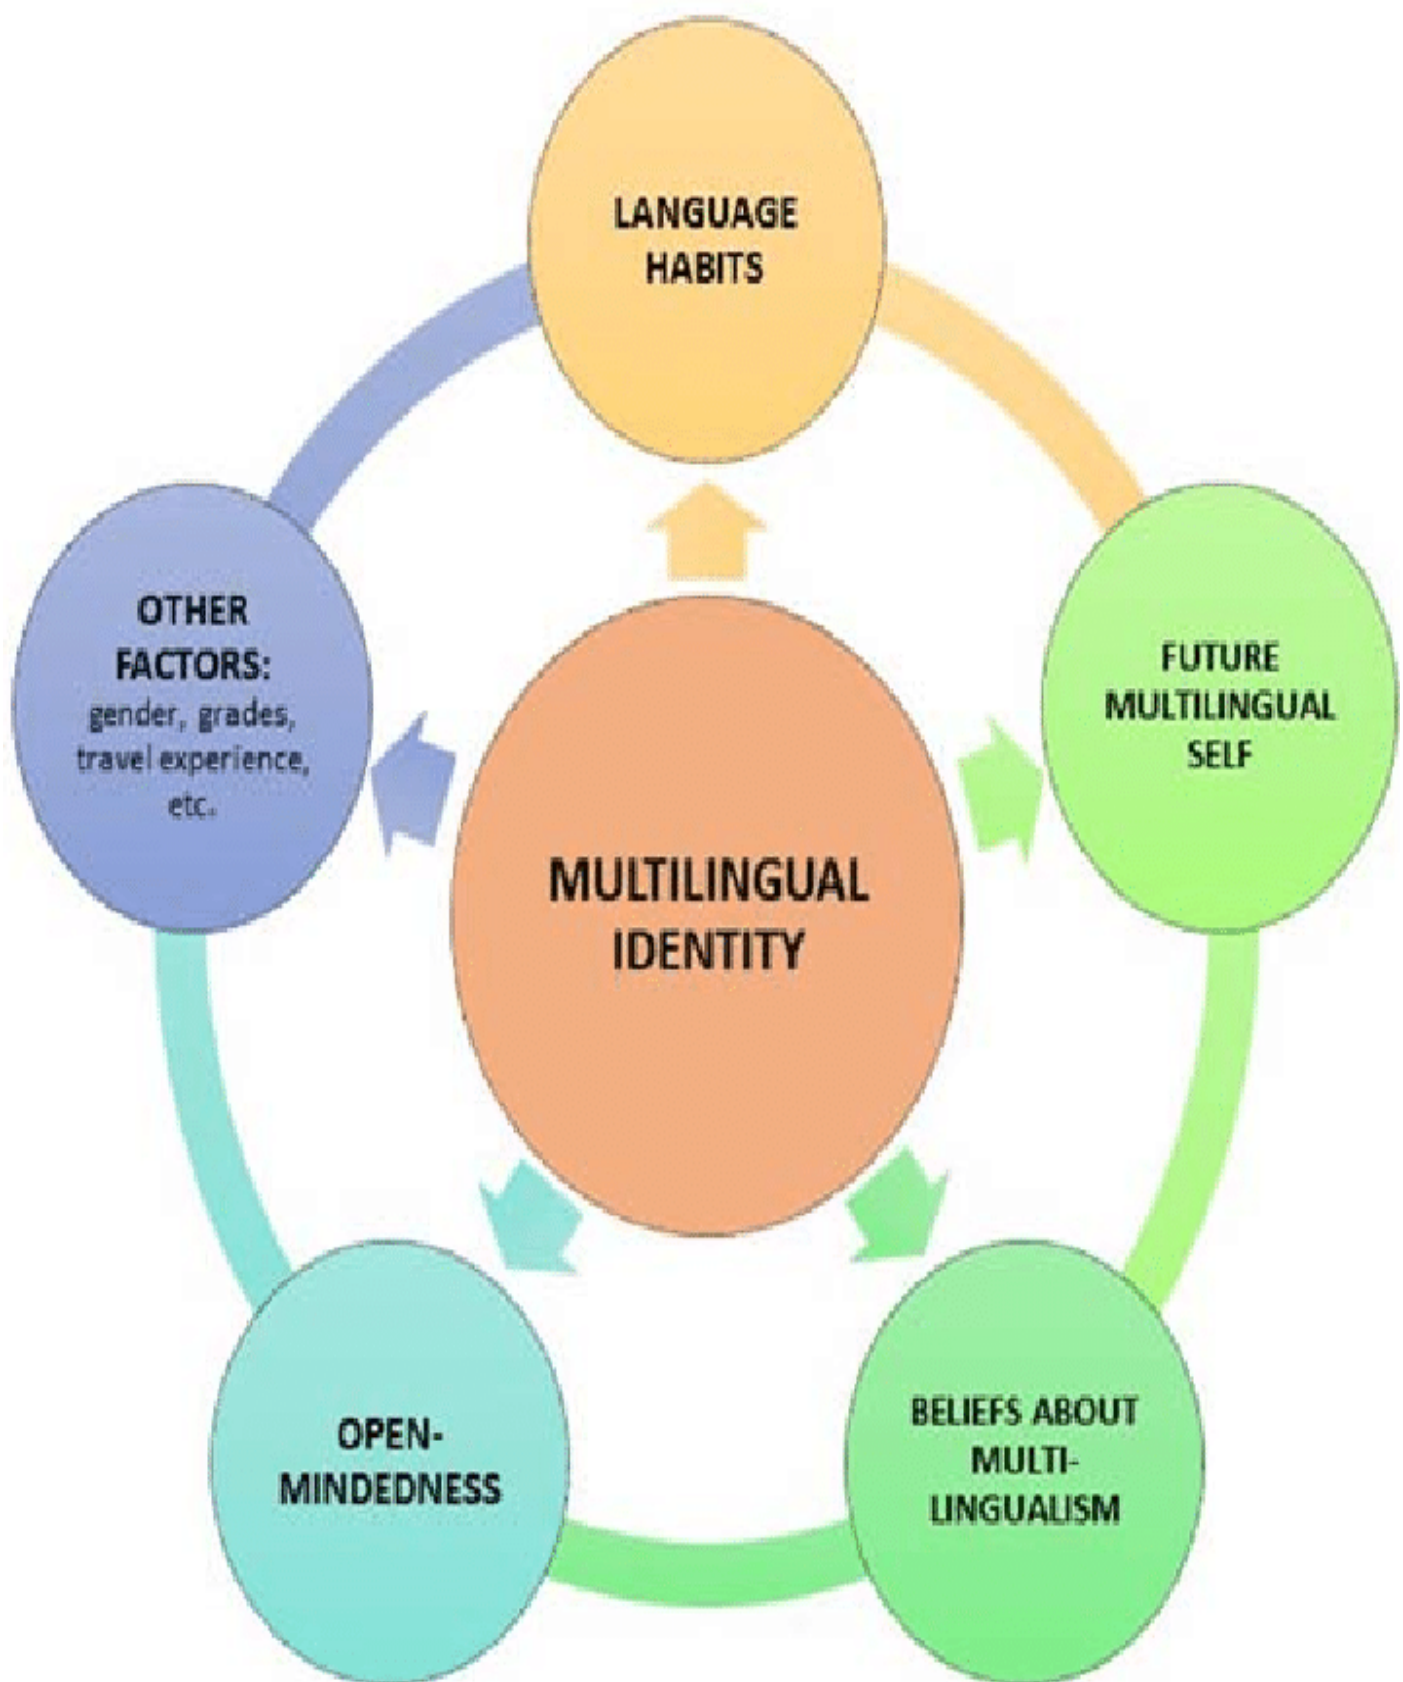 LANGUAGE
HABITS
OTHER
FACTORS:
gender, grades,
travel experience,
etc.
FUTURE
MULTILINGUAL
SELF
MULTILINGUAL
IDENTITY
OPEN-
MINDEDNESS
BELIEFS ABOUT
MULTI-
LINGUALISM